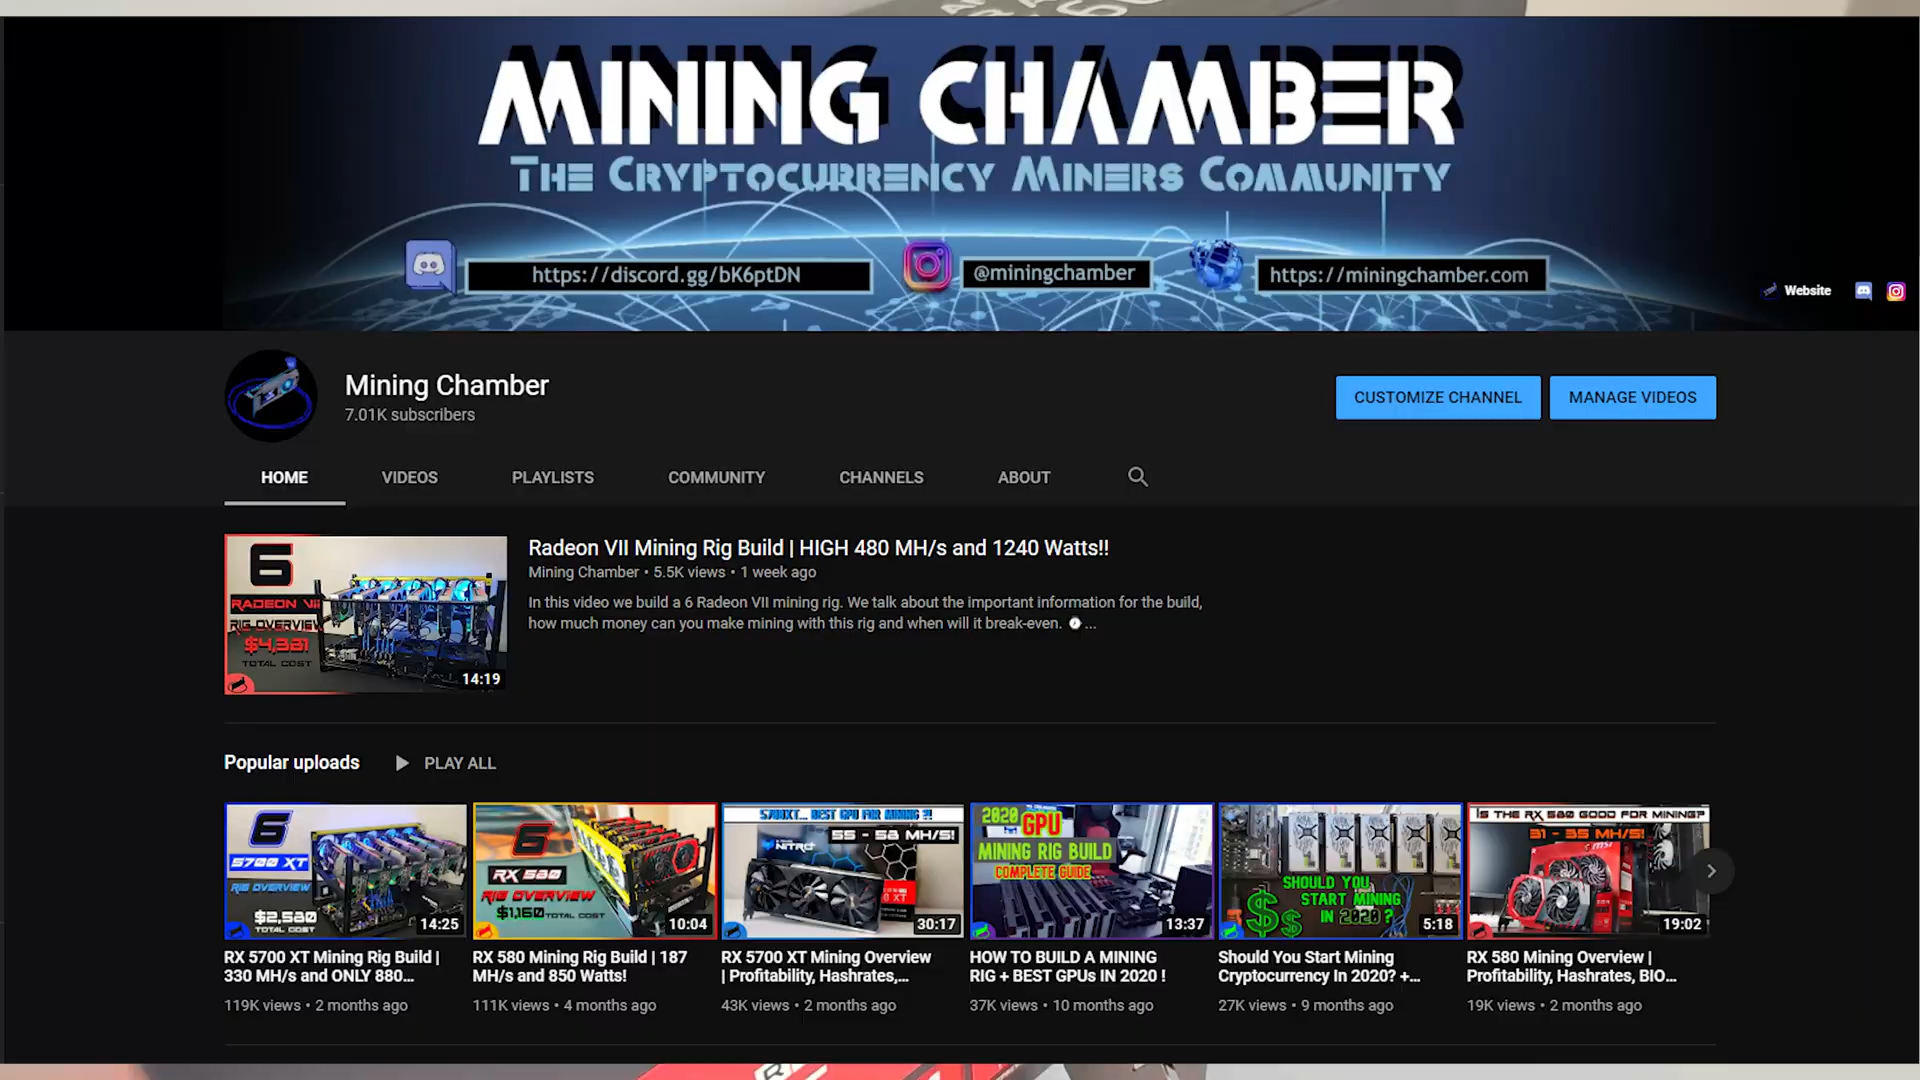 MINING CHAMBER
THE CRYPTOCURRENCY MINERS COMMUNITY
https://discord.gg/bK6ptDN
@miningchamber
https://miningchamber.com
Website
Mining Chamber
7.01K subscribers
CUSTOMIZE CHANNEL
MANAGE VIDEOS
HOME
VIDEOS
PLAYLISTS
COMMUNITY
CHANNELS
ABOUT
6
RADEON VII
RIG OVERVIEW
$4,381
TOTAL COST
14:19
Radeon VII Mining Rig Build | HIGH 480 MH/s and 1240 Watts!!
Mining Chamber • 5.5K views • 1 week ago
In this video we build a 6 Radeon VII mining rig. We talk about the important information for the build,
how much money can you make mining with this rig and when will it break-even. ...
Popular uploads
PLAY ALL
6
5700 XT
RIG OVERVIEW
$2,580
TOTAL COST
14:25
RX 5700 XT Mining Rig Build |
330 MH/s and ONLY 880...
119K views • 2 months ago
6
RX 580
RIG OVERVIEW
$1,160 TOTAL COST
10:04
RX 580 Mining Rig Build | 187
MH/s and 850 Watts!
111K views • 4 months ago
5700XT... BEST GPU FOR MINING ?!
55 - 58 MH/S!
NITRO+
30:17
RX 5700 XT Mining Overview
| Profitability, Hashrates,...
43K views • 2 months ago
2020 GPU
MINING RIG BUILD
COMPLETE GUIDE
13:37
HOW TO BUILD A MINING
RIG + BEST GPUs IN 2020 !
37K views • 10 months ago
SHOULD YOU
START MINING
IN 2020?
$$
5:18
Should You Start Mining
Cryptocurrency In 2020? +...
27K views • 9 months ago
IS THE RX 580 GOOD FOR MINING?
31 - 35 MH/S!
msi
19:02
RX 580 Mining Overview |
Profitability, Hashrates, BIO...
19K views • 2 months ago